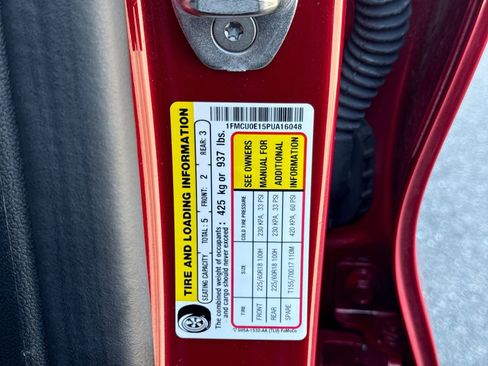 1FMCU0E15PUA16048
TIRE AND LOADING INFORMATION
SEATING CAPACITY TOTAL: 5 FRONT: 2 REAR: 3
The combined weight of occupants : 425 kg or 937 lbs.
and cargo should never exceed :
TIRE COLD TIRE PRESSURE
FRONT 225/60R18 100H 230 KPA, 33 PSI
REAR 225/60R18 100H 230 KPA, 33 PSI
SPARE T155/70D17 110M 420 KPA, 60 PSI
SEE OWNERS
MANUAL FOR
ADDITIONAL
INFORMATION